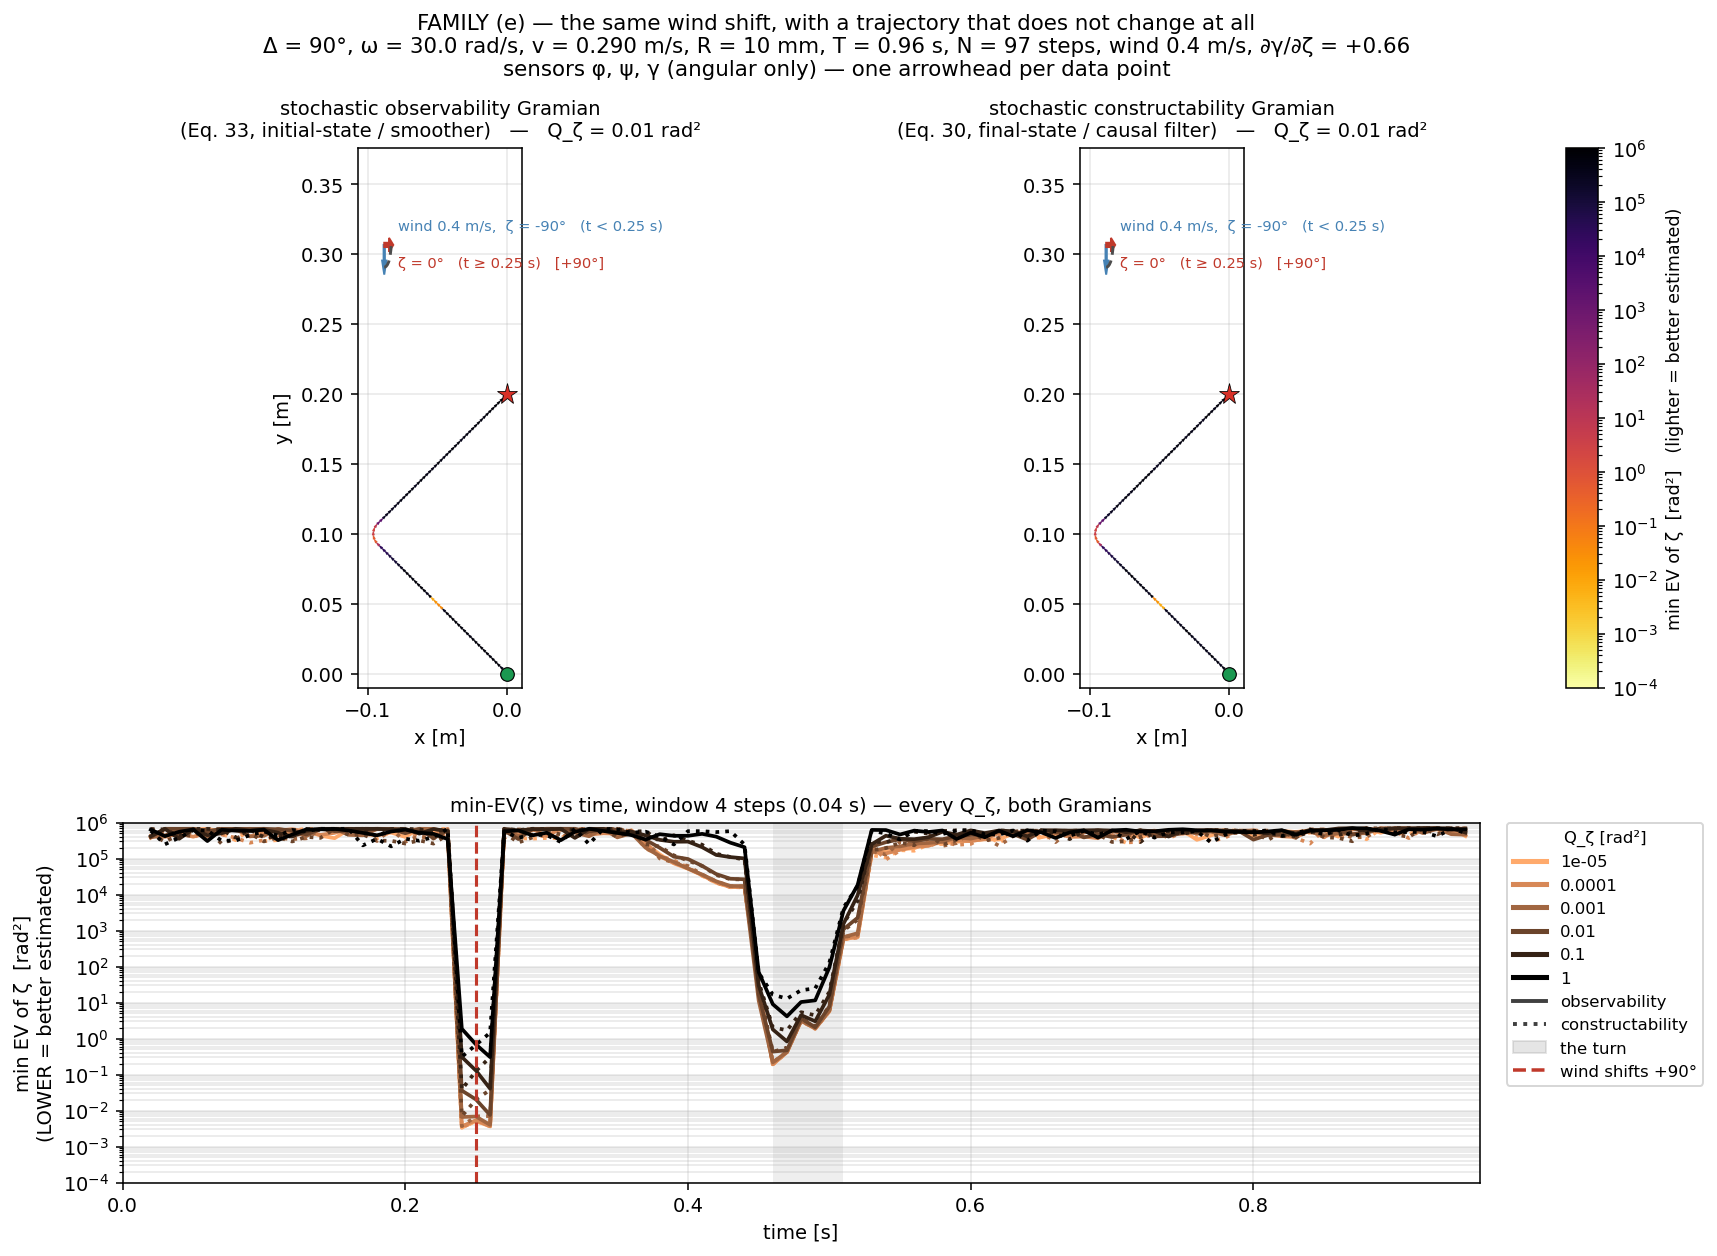 FAMILY (e) — the same wind shift, with a trajectory that does not change at all
Δ = 90°, ω = 30.0 rad/s, v = 0.290 m/s, R = 10 mm, T = 0.96 s, N = 97 steps, wind 0.4 m/s, ∂γ/∂ζ = +0.66
sensors φ, ψ, γ (angular only) — one arrowhead per data point
stochastic observability Gramian
(Eq. 33, initial-state / smoother) — Q_ζ = 0.01 rad²
0.35
0.30
0.25
0.20
0.15
0.10
0.05
0.00
y [m]
wind 0.4 m/s, ζ = -90° (t < 0.25 s)
ζ = 0° (t ≥ 0.25 s) [+90°]
−0.1
0.0
x [m]
stochastic constructability Gramian
(Eq. 30, final-state / causal filter) — Q_ζ = 0.01 rad²
0.35
0.30
0.25
0.20
0.15
0.10
0.05
0.00
wind 0.4 m/s, ζ = -90° (t < 0.25 s)
ζ = 0° (t ≥ 0.25 s) [+90°]
−0.1
0.0
x [m]
10⁶
10⁵
10⁴
10³
10²
10¹
10⁰
10⁻¹
10⁻²
10⁻³
10⁻⁴
min EV of ζ [rad²] (lighter = better estimated)
min-EV(ζ) vs time, window 4 steps (0.04 s) — every Q_ζ, both Gramians
min EV of ζ [rad²]
(LOWER = better estimated)
10⁶
10⁵
10⁴
10³
10²
10¹
10⁰
10⁻¹
10⁻²
10⁻³
10⁻⁴
0.0
0.2
0.4
0.6
0.8
time [s]
Q_ζ [rad²]
1e-05
0.0001
0.001
0.01
0.1
1
observability
constructability
the turn
wind shifts +90°